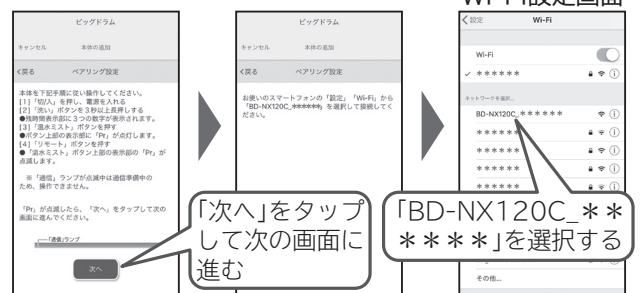 Wi-Fi設定画面
ビッグドラム
キャンセル 本体の追加
く戻る ペアリング設定
本体を下記手順に従い操作してください。
[1]「切/入」を押し、電源を入れる
[2]「洗い」ボタンを3秒以上長押しする
●残時間表示部に3つの数字が表示されます。
[3]「温水ミスト」ボタンを押す
●ボタン上部の表示部に「Pr」が点灯します。
[4]「リモート」ボタンを押す
●「温水ミスト」ボタン上部の表示部の「Pr」が
点滅します。
※「通信」ランプが点滅中は通信準備中の
ため、操作できません。
「Pr」が点滅したら、「次へ」をタップして次の
画面に進んでください。
「通信」ランプ
次へ
「次へ」をタップ
して次の画面に
進む
ビッグドラム
キャンセル 本体の追加
く戻る ペアリング設定
お使いのスマートフォンの「設定」「Wi-Fi」から
「BD-NX120C_******」を選択して接続してく
ださい。
く設定 Wi-Fi
Wi-Fi
✓ ******
ネットワークを選択...
BD-NX120C_******
******
******
******
******
「BD-NX120C_**
****」を選択する
その他...